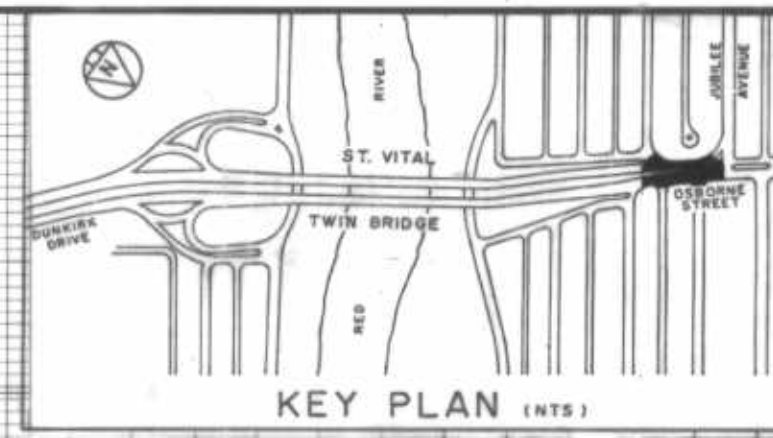 N
RIVER
JUBILEE
AVENUE
ST. VITAL
OSBORNE
STREET
DUNKIRK
DRIVE
TWIN BRIDGE
RED
KEY PLAN (NTS)